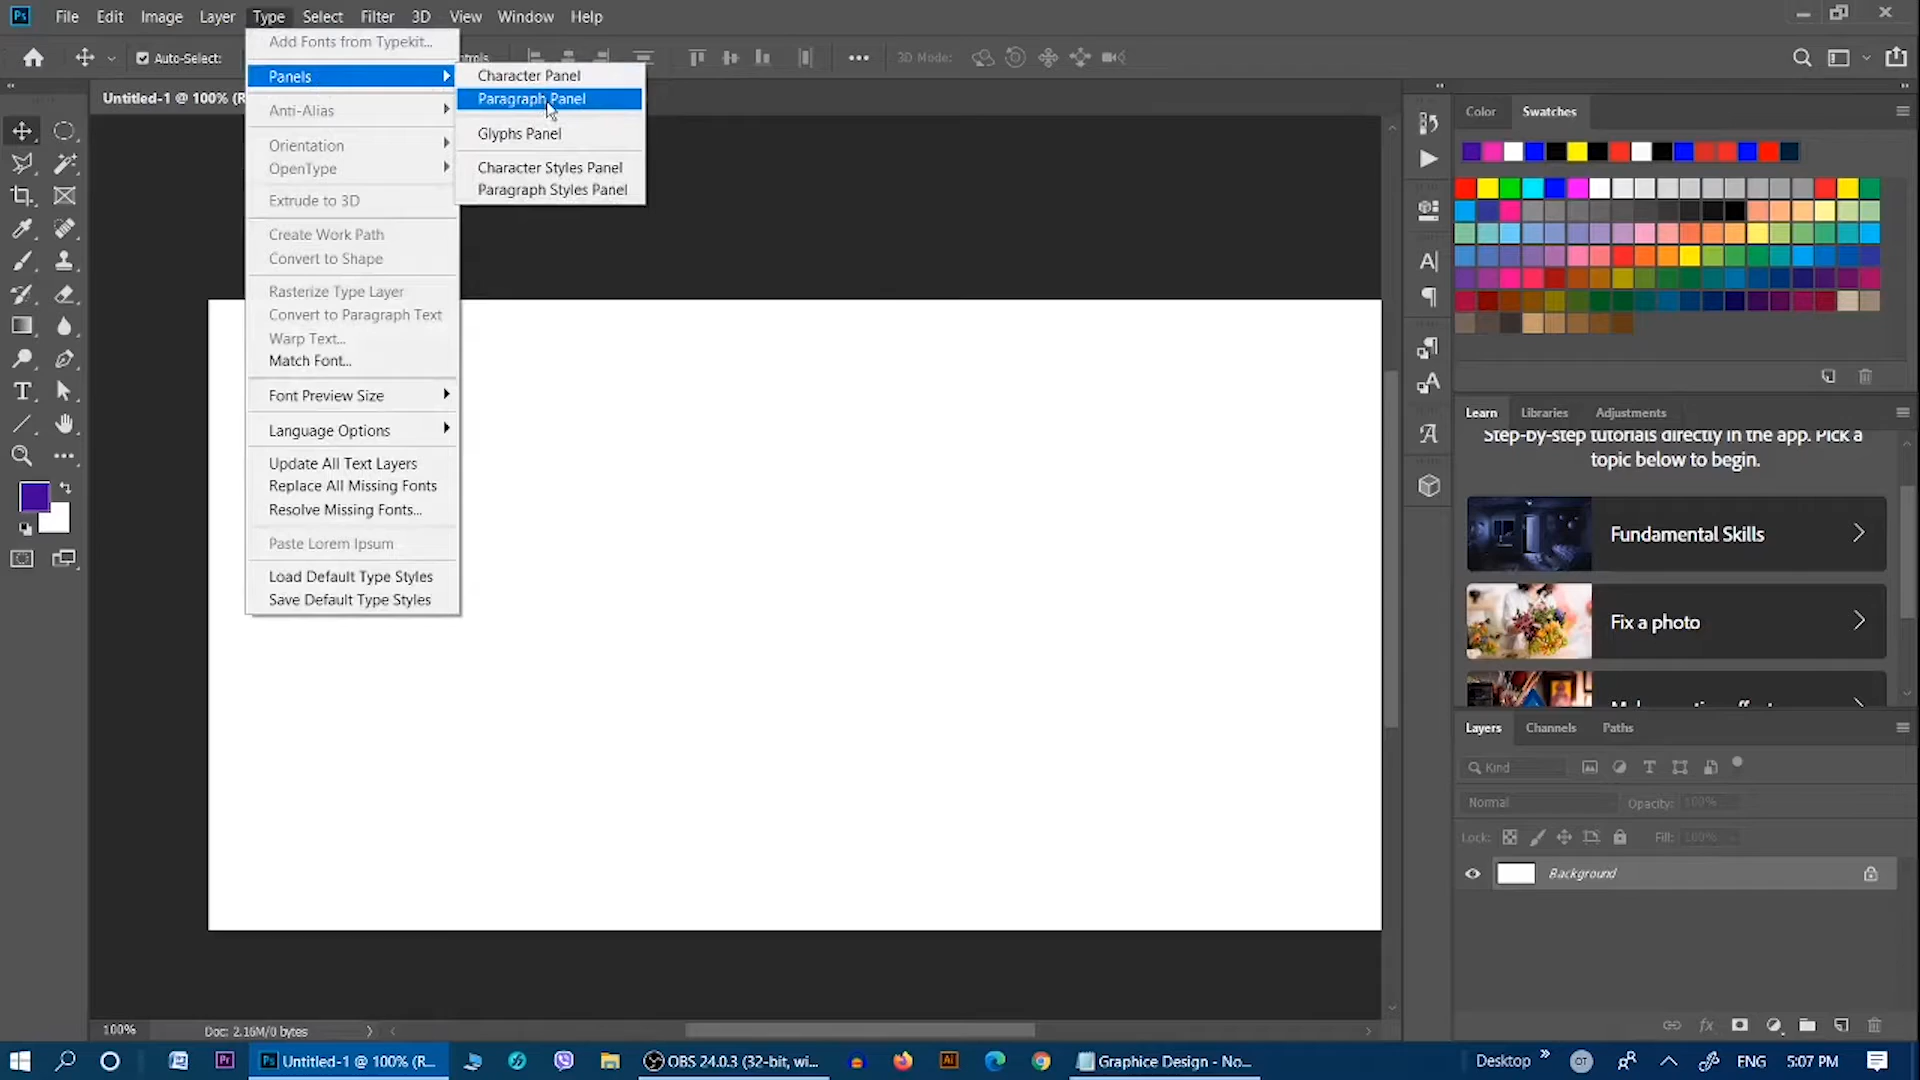 Ps File Edit Image Layer Type Select Filter 3D View Window Help
Auto-Select: 3D Mode:
Add Fonts from Typekit...
Panels
Anti-Alias
Orientation
OpenType
Extrude to 3D
Create Work Path
Convert to Shape
Rasterize Type Layer
Convert to Paragraph Text
Warp Text...
Match Font...
Font Preview Size
Language Options
Update All Text Layers
Replace All Missing Fonts
Resolve Missing Fonts...
Paste Lorem Ipsum
Load Default Type Styles
Save Default Type Styles
Character Panel
Paragraph Panel
Glyphs Panel
Character Styles Panel
Paragraph Styles Panel
Untitled-1 @ 100% (R
Color Swatches
Learn Libraries Adjustments
Step-by-step tutorials directly in the app. Pick a
topic below to begin.
Fundamental Skills
Fix a photo
Layers Channels Paths
Kind
Normal Opacity: 100%
Lock: Fill: 100%
Background
100% Doc: 2.16M/0 bytes
Untitled-1 @ 100% (R... OBS 24.0.3 (32-bit, wi... Graphice Design - No... Desktop ENG 5:07 PM